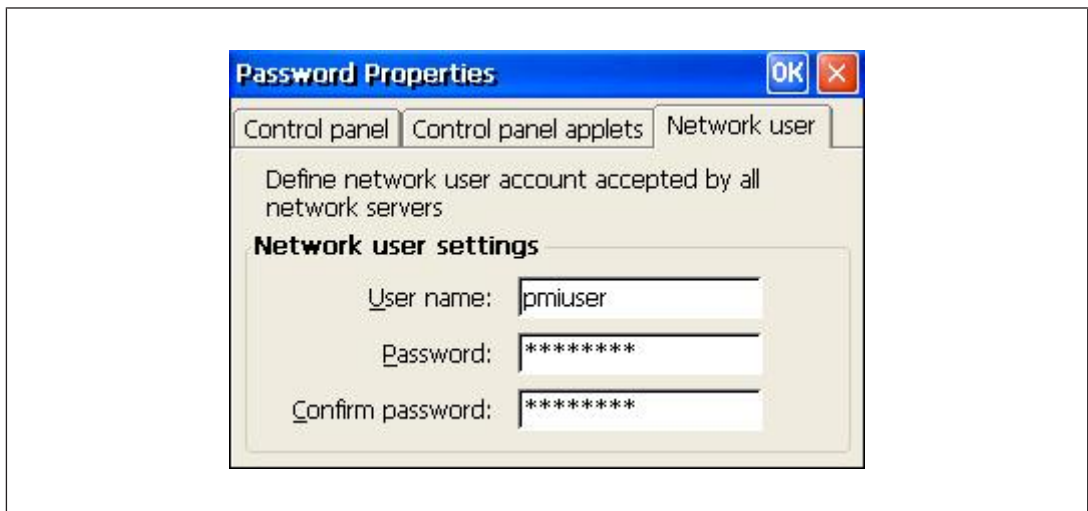 Password Properties OK
Control panel Control panel applets Network user
Define network user account accepted by all
network servers
Network user settings
User name: pmiuser
Password: ********
Confirm password: ********